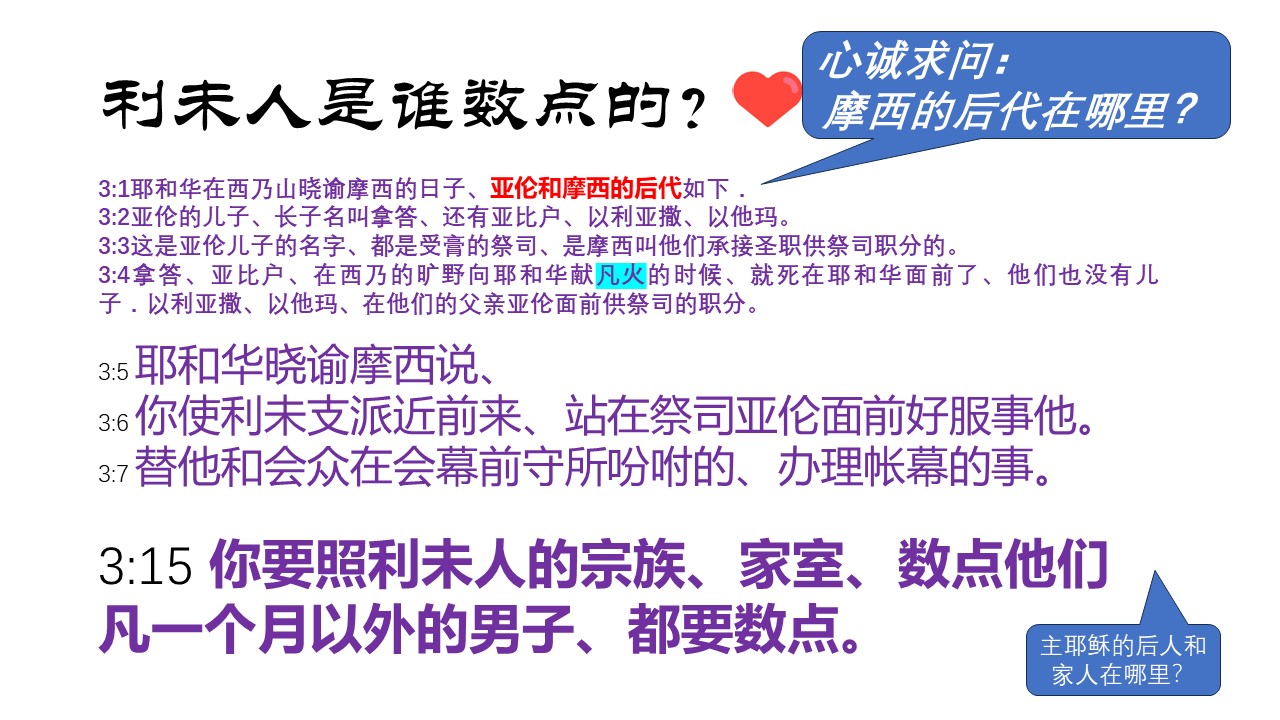 利未人是谁数点的?
心诚求问：
摩西的后代在哪里？
3:1耶和华在西乃山晓谕摩西的日子、亚伦和摩西的后代如下．
3:2亚伦的儿子、长子名叫拿答、还有亚比户、以利亚撒、以他玛。
3:3这是亚伦儿子的名字、都是受膏的祭司、是摩西叫他们承接圣职供祭司职分的。
3:4拿答、亚比户、在西乃的旷野向耶和华献凡火的时候、就死在耶和华面前了、他们也没有儿
子．以利亚撒、以他玛、在他们的父亲亚伦面前供祭司的职分。
3:5 耶和华晓谕摩西说、
3:6 你使利未支派近前来、站在祭司亚伦面前好服事他。
3:7 替他和会众在会幕前守所吩咐的、办理帐幕的事。
3:15 你要照利未人的宗族、家室、数点他们
凡一个月以外的男子、都要数点。
主耶稣的后人和
家人在哪里？